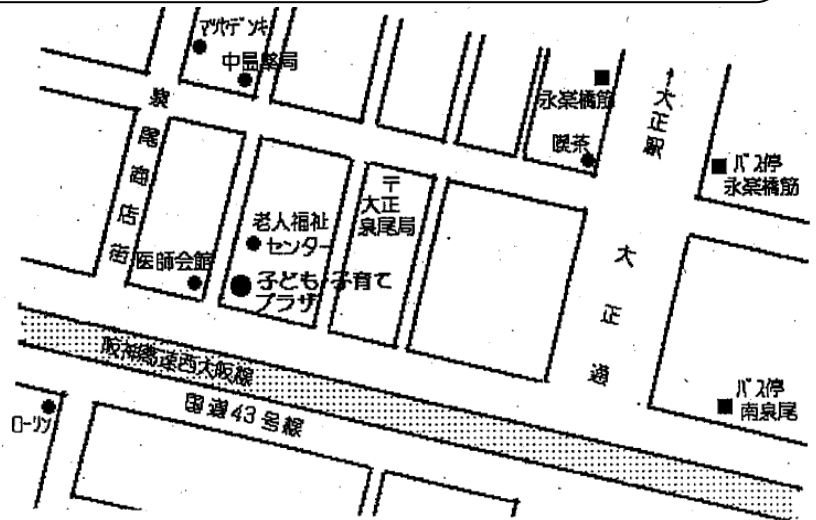 マツヤデンキ
中島薬局
永楽橋筋
喫茶
↑大正駅
バス停
永楽橋筋
泉尾商店街
〒
大正
泉尾局
老人福祉
センター
医師会館
子ども・子育て
プラザ
大正通
阪神高速西大阪線
国道43号線
バス停
南泉尾
ローソン